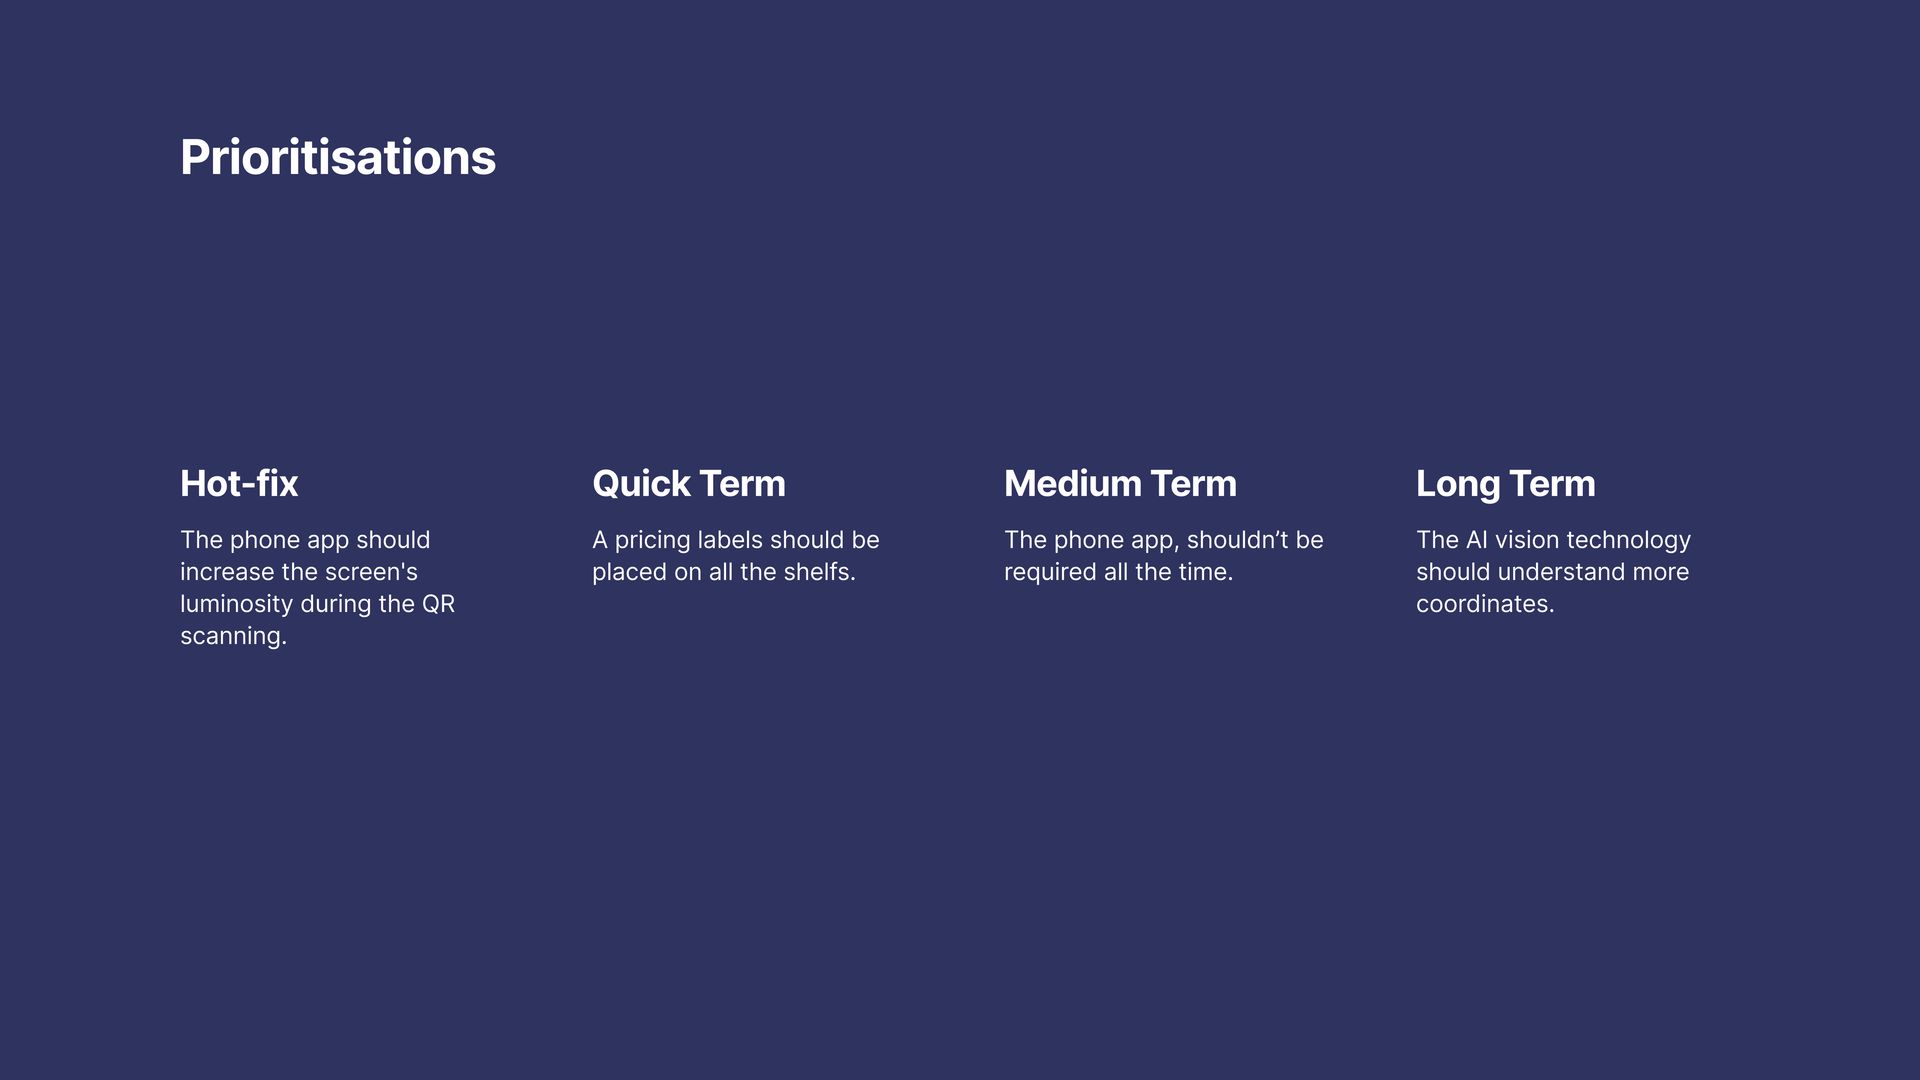 Prioritisations
Hot-fix
The phone app should
increase the screen's
luminosity during the QR
scanning.
Quick Term
A pricing labels should be
placed on all the shelfs.
Medium Term
The phone app, shouldn’t be
required all the time.
Long Term
The AI vision technology
should understand more
coordinates.